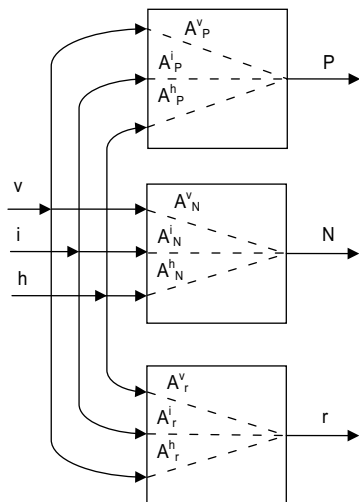 A^v_P
A^i_P P
A^h_P
v A^v_N
i A^i_N N
h A^h_N
A^v_r
A^i_r r
A^h_r